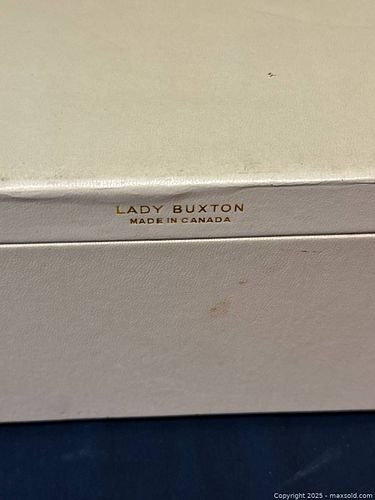 LADY BUXTON
MADE IN CANADA
Copyright 2025 - maxsold.com